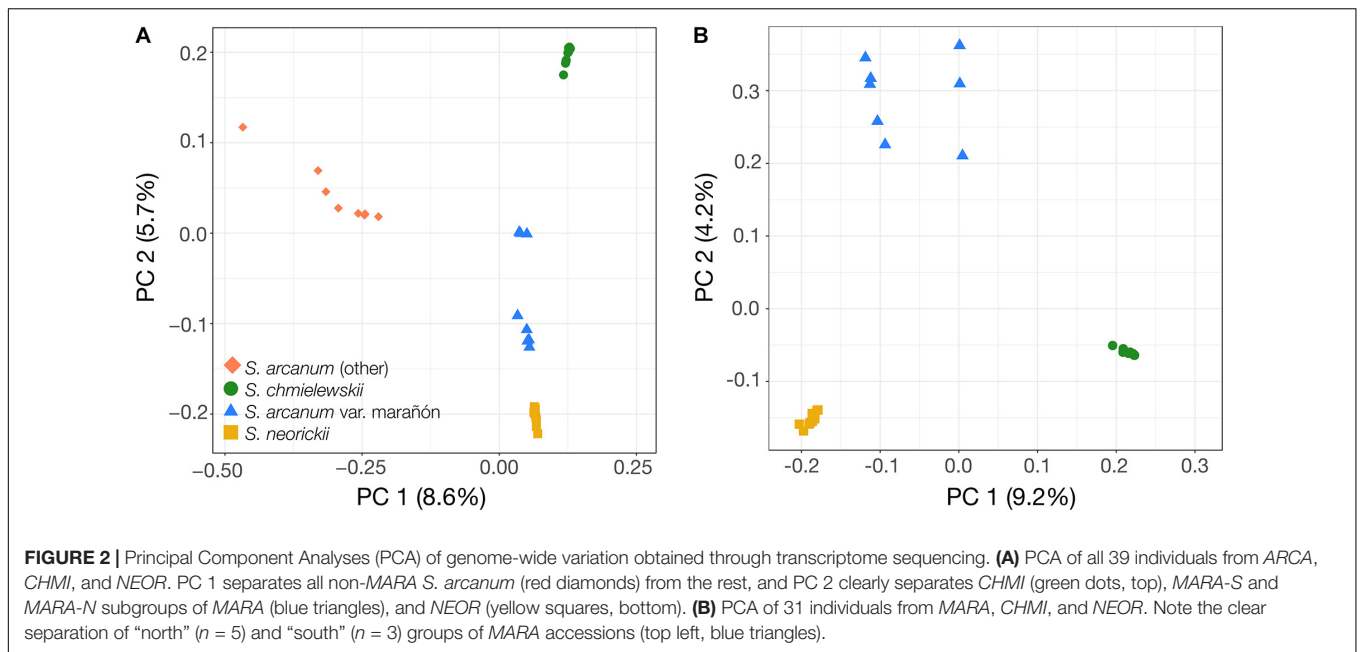 A
B
0.2
0.1
0.0
−0.1
−0.2
PC 2 (5.7%)
−0.50
−0.25
0.00
0.25
PC 1 (8.6%)
S. arcanum (other)
S. chmielewskii
S. arcanum var. marañón
S. neorickii
0.3
0.2
0.1
0.0
-0.1
PC 2 (4.2%)
-0.2
-0.1
0.0
0.1
0.2
0.3
PC 1 (9.2%)
FIGURE 2 | Principal Component Analyses (PCA) of genome-wide variation obtained through transcriptome sequencing. (A) PCA of all 39 individuals from ARCA,
CHMI, and NEOR. PC 1 separates all non-MARA S. arcanum (red diamonds) from the rest, and PC 2 clearly separates CHMI (green dots, top), MARA-S and
MARA-N subgroups of MARA (blue triangles), and NEOR (yellow squares, bottom). (B) PCA of 31 individuals from MARA, CHMI, and NEOR. Note the clear
separation of “north” (n = 5) and “south” (n = 3) groups of MARA accessions (top left, blue triangles).